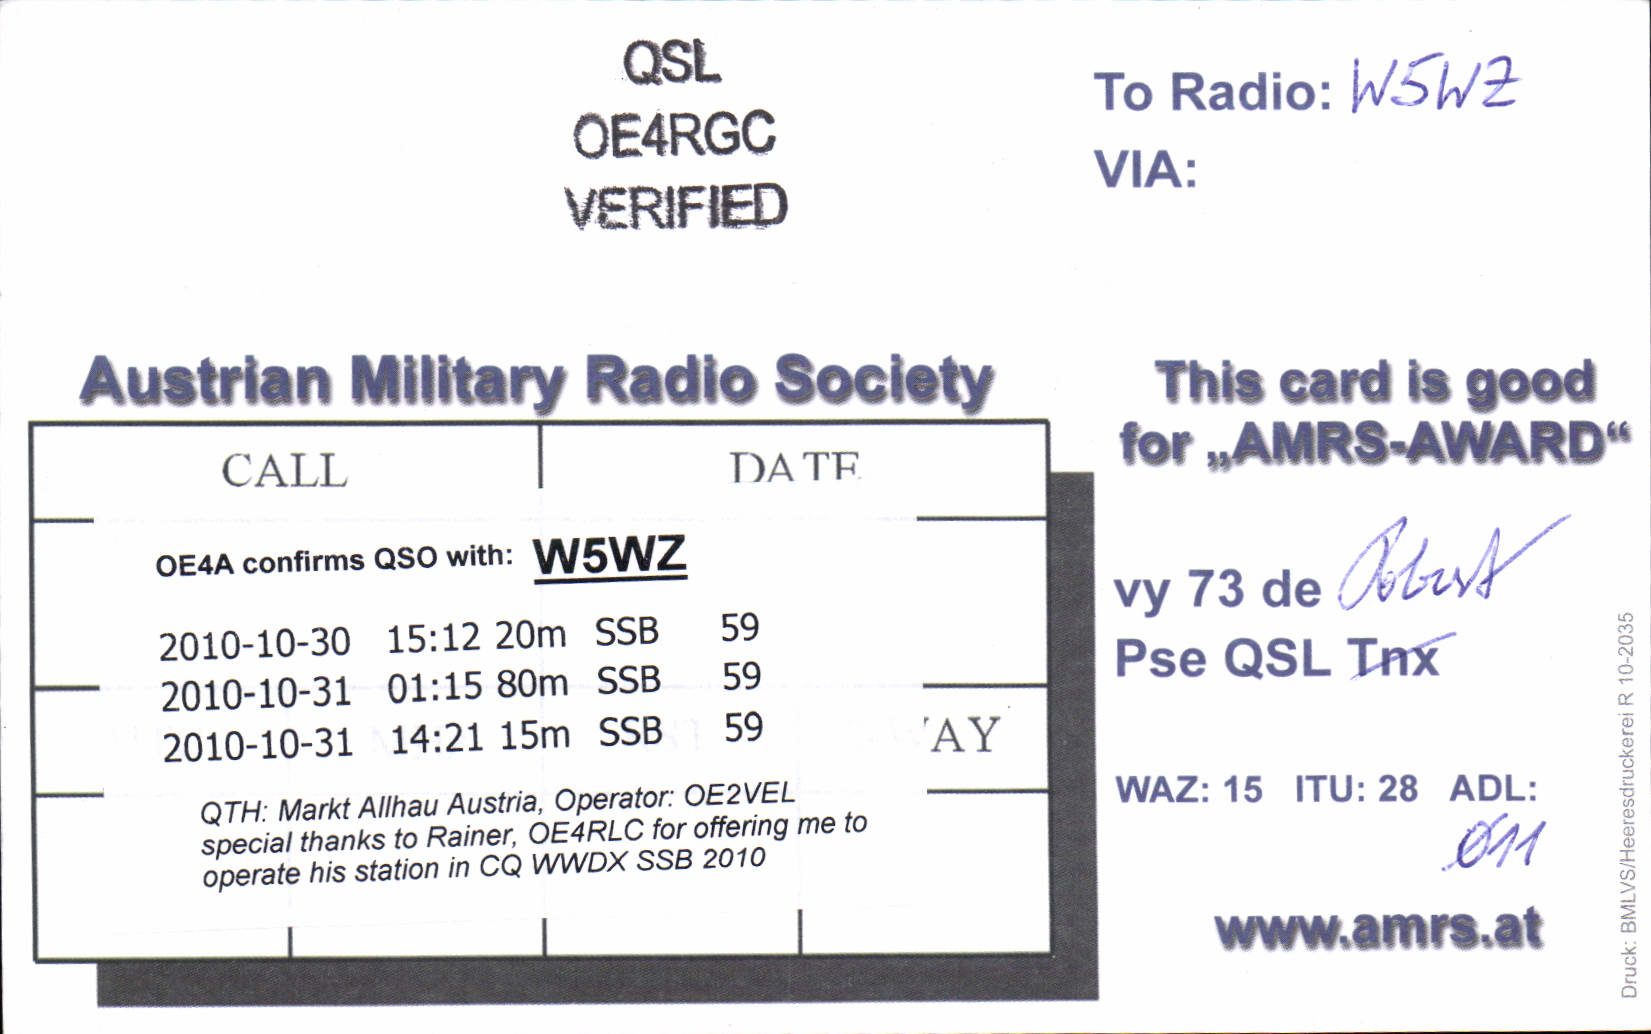 QSL
OE4RGC
VERIFIED
To Radio: W5WZ
VIA:
Austrian Military Radio Society
CALL DATE
OE4A confirms QSO with: W5WZ
2010-10-30 15:12 20m SSB 59
2010-10-31 01:15 80m SSB 59
2010-10-31 14:21 15m SSB 59
AY
QTH: Markt Allhau Austria, Operator: OE2VEL
special thanks to Rainer, OE4RLC for offering me to
operate his station in CQ WWDX SSB 2010
This card is good
for „AMRS-AWARD“
vy 73 de Robert
Pse QSL Tnx
WAZ: 15 ITU: 28 ADL:
011
www.amrs.at
Druck: BMLVS/Heeresdruckerei R 10-2035